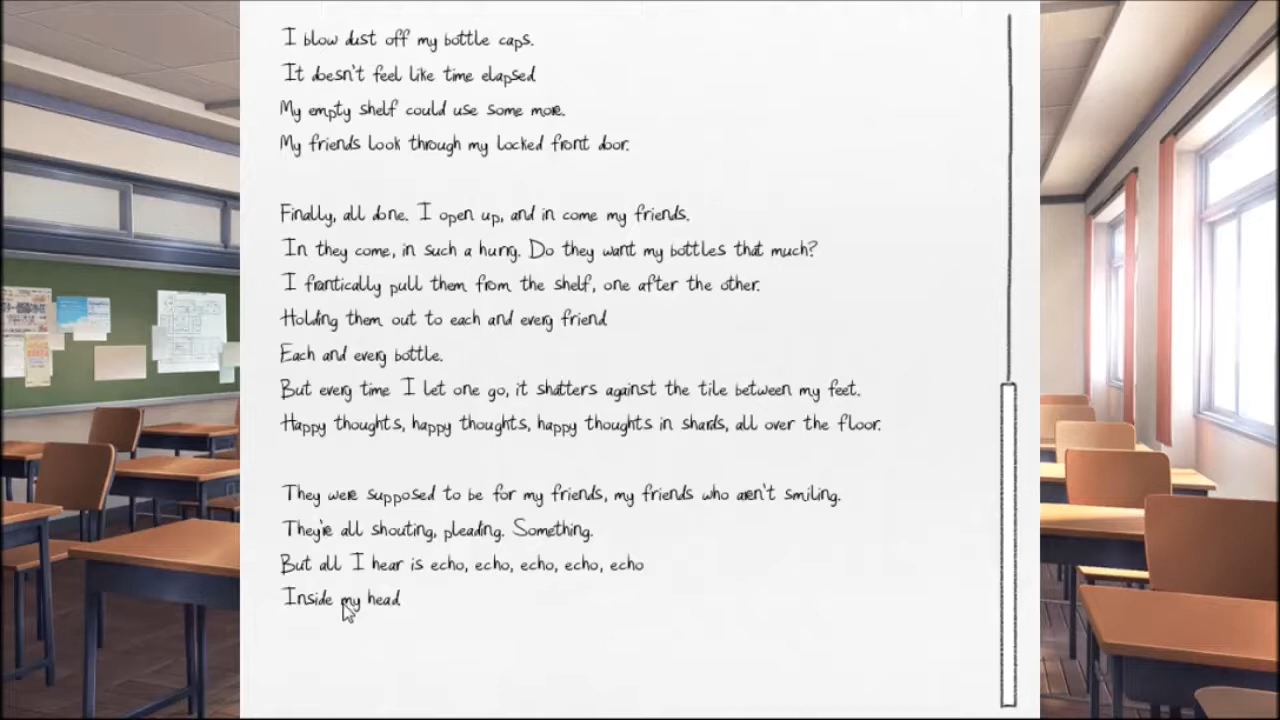 I blow dust off my bottle caps.
It doesn't feel like time elapsed
My empty shelf could use some more.
My friends look through my locked front door.
Finally, all done. I open up, and in come my friends.
In they come, in such a hurry. Do they want my bottles that much?
I frantically pull them from the shelf, one after the other.
Holding them out to each and every friend
Each and every bottle.
But every time I let one go, it shatters against the tile between my feet.
Happy thoughts, happy thoughts, happy thoughts in shards, all over the floor.
They were supposed to be for my friends, my friends who aren't smiling.
They're all shouting, pleading. Something.
But all I hear is echo, echo, echo, echo, echo
Inside my head